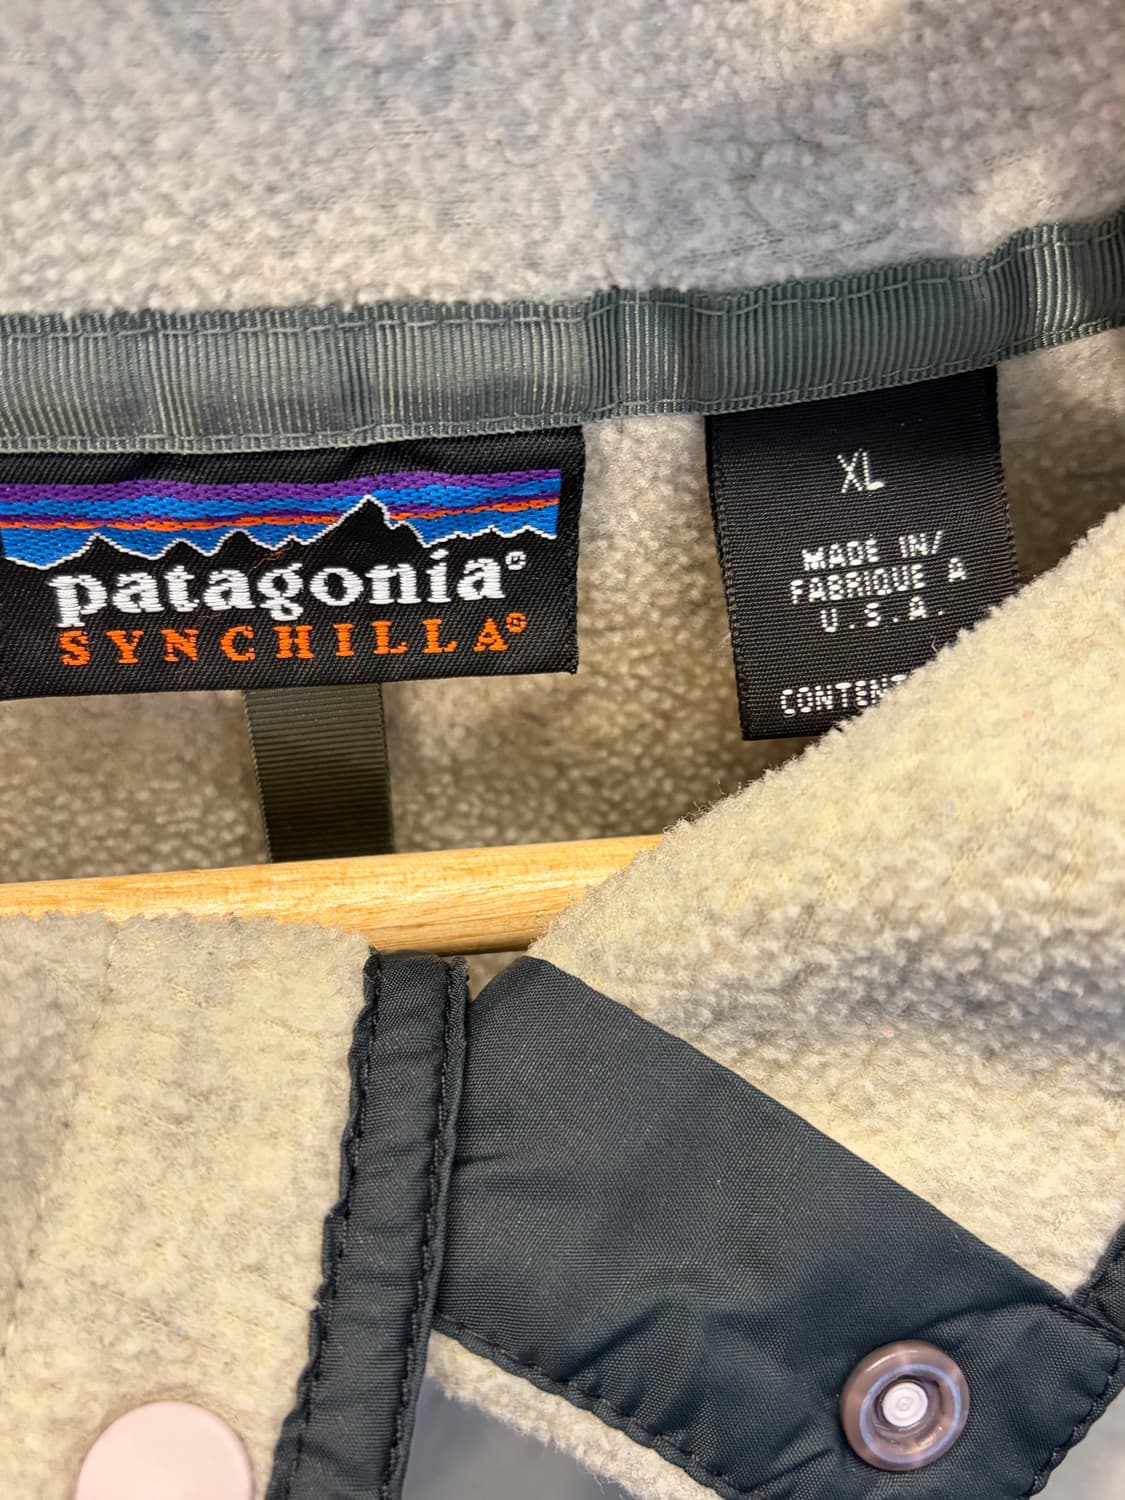 patagonia®
SYNCHILLA®
XL
MADE IN/
FABRIQUE A
U.S.A.